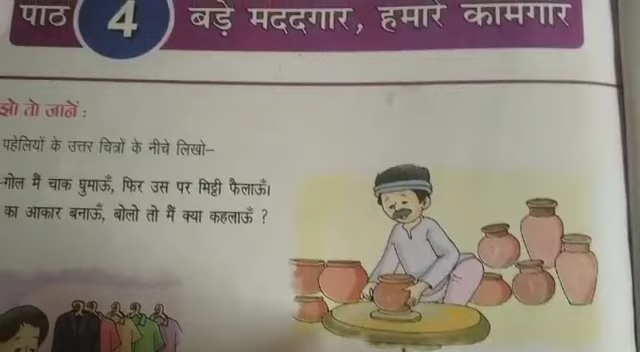 पाठ 4 बड़े मददगार, हमारे कामगार
तो जानें :
पहेलियों के उत्तर चित्रों के नीचे लिखो–
गोल मैं चाक घुमाऊँ, फिर उस पर मिट्टी फैलाऊँ।
का आकार बनाऊँ, बोलो तो मैं क्या कहलाऊँ ?